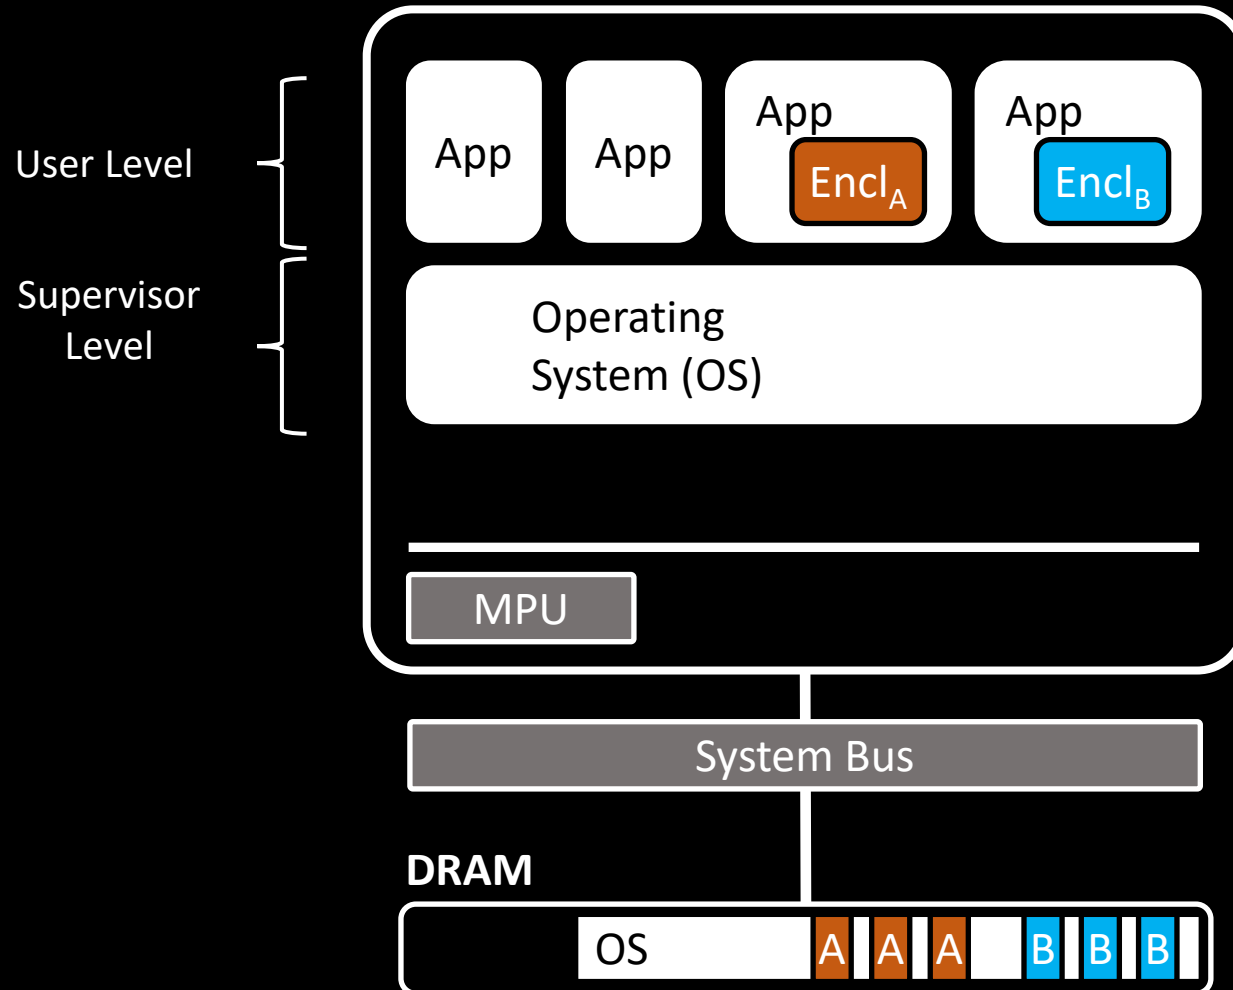 User Level
App
App
App
Encl_A
App
Encl_B
Supervisor
Level
Operating
System (OS)
MPU
System Bus
DRAM
OS
A
A
A
B
B
B